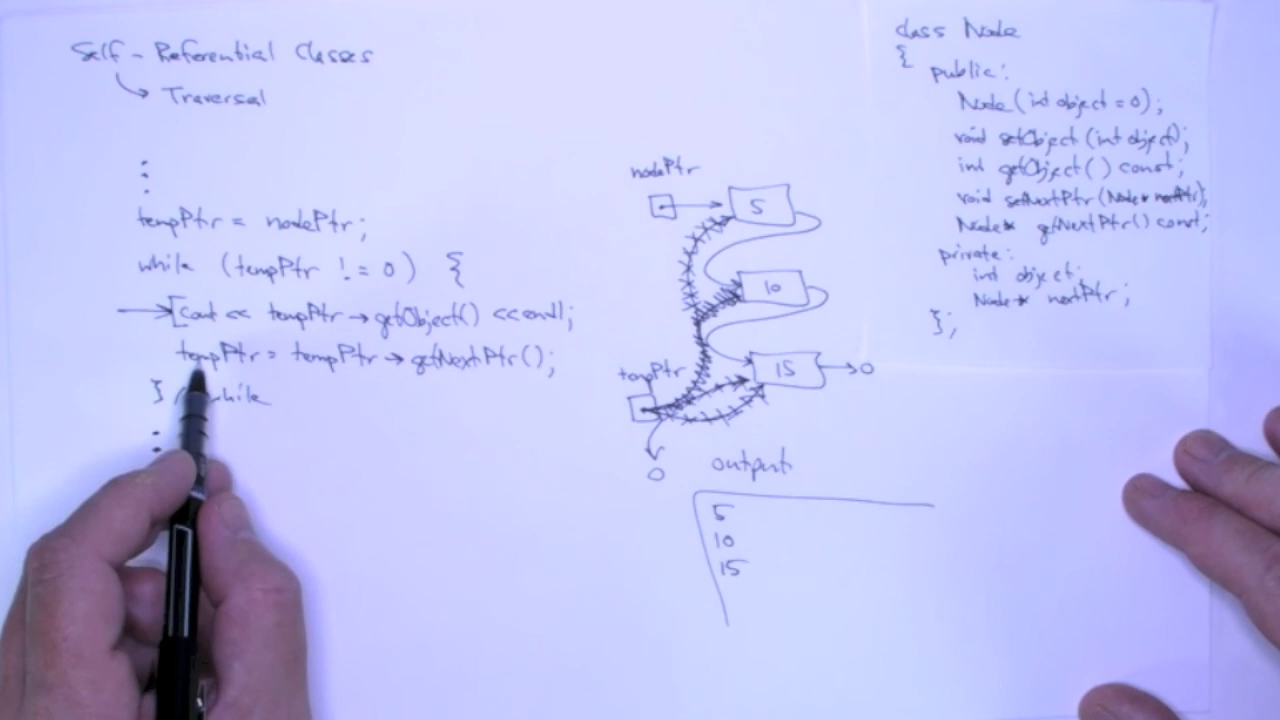 Self-Referential Classes
Traversal
tempPtr = nodePtr;
while (tempPtr != 0) {
cout << tempPtr→getObject() <<endl;
tempPtr = tempPtr→getNextPtr();
} while
nodePtr
5
10
15
0
tempPtr
0
output
5
10
15
class Node
{
public:
Node(int object = 0);
void setObject(int object);
int getObject() const;
void setNextPtr(Node* nextPtr);
Node* getNextPtr() const;
private:
int object;
Node* nextPtr;
};